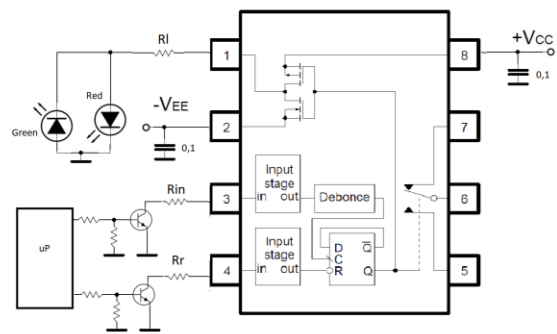 Rl
1
8
+VCC
0,1
Green
Red
-VEE
2
0,1
7
Input
stage
in out
Debonce
Rin
3
6
uP
Input
stage
in out
D Q
C
R Q
Rr
4
5